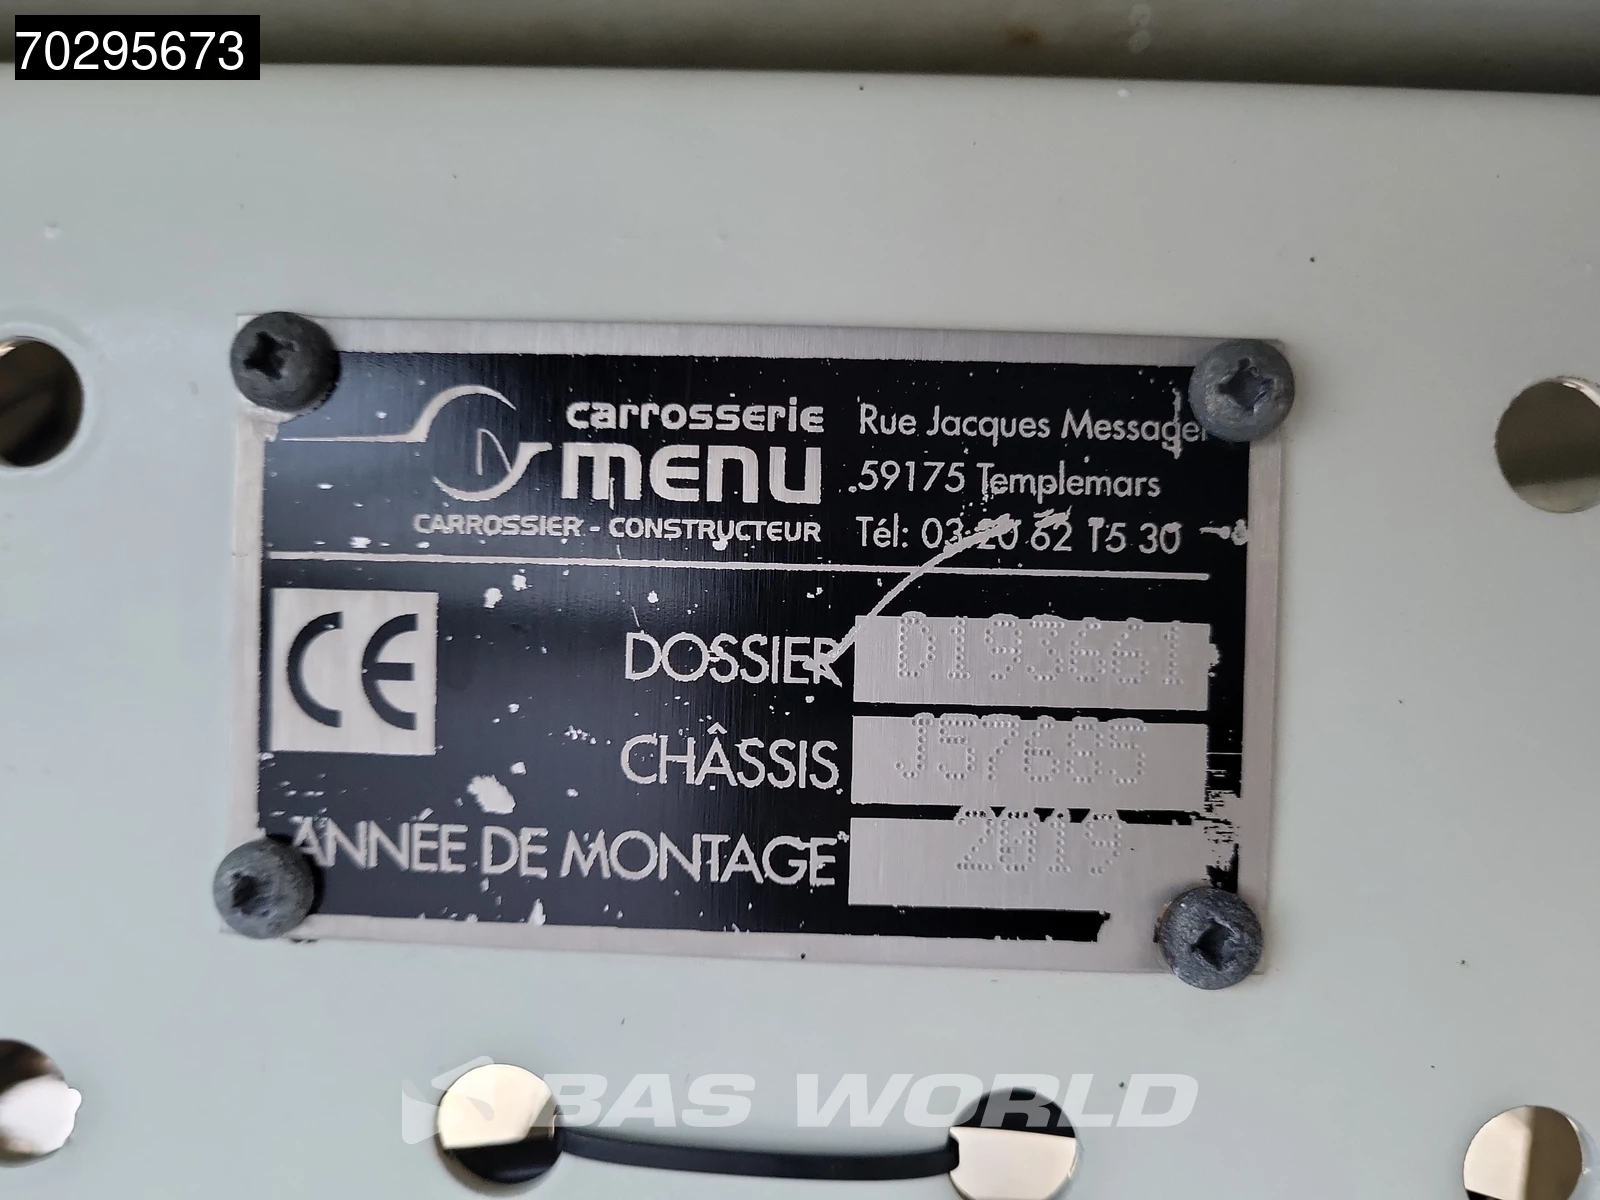 70295673
carrosserie
MENU
CARROSSIER - CONSTRUCTEUR
Rue Jacques Messager
59175 Templemars
Tél: 03 20 62 15 30
CE
DOSSIER D193661
CHÂSSIS J57685
ANNÉE DE MONTAGE 2019
BAS WORLD